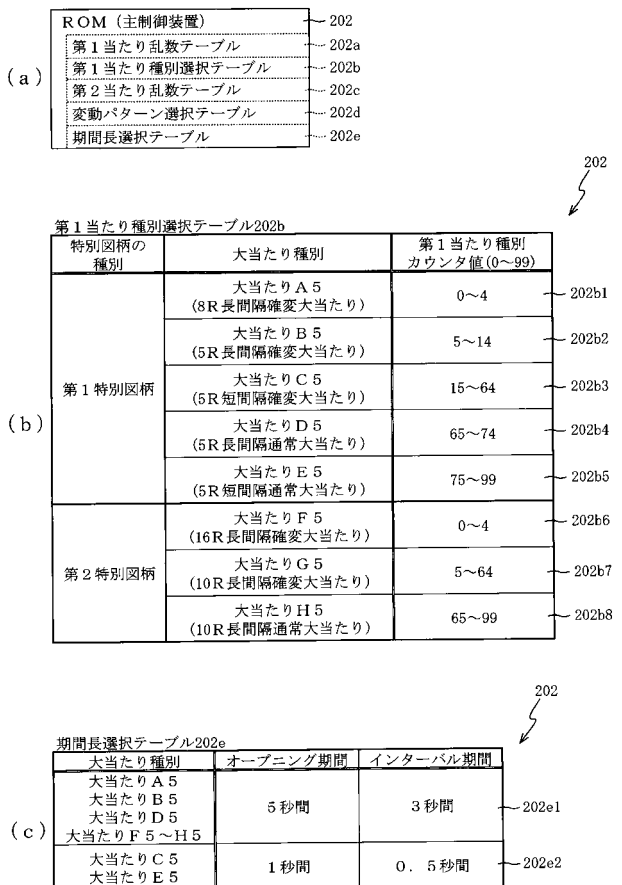 (a)
ROM（主制御装置） 202
第1当たり乱数テーブル 202a
第1当たり種別選択テーブル 202b
第2当たり乱数テーブル 202c
変動パターン選択テーブル 202d
期間長選択テーブル 202e
202
(b)
第1当たり種別選択テーブル202b
特別図柄の種別 大当たり種別 第1当たり種別カウンタ値(0～99)
第1特別図柄
大当たりA5
(8R長間隔確変大当たり) 0～4 202b1
大当たりB5
(5R長間隔確変大当たり) 5～14 202b2
大当たりC5
(5R短間隔確変大当たり) 15～64 202b3
大当たりD5
(5R長間隔通常大当たり) 65～74 202b4
大当たりE5
(5R短間隔通常大当たり) 75～99 202b5
第2特別図柄
大当たりF5
(16R長間隔確変大当たり) 0～4 202b6
大当たりG5
(10R長間隔確変大当たり) 5～64 202b7
大当たりH5
(10R長間隔通常大当たり) 65～99 202b8
202
(c)
期間長選択テーブル202e
大当たり種別 オープニング期間 インターバル期間
大当たりA5
大当たりB5
大当たりD5
大当たりF5～H5
5秒間 3秒間 202e1
大当たりC5
大当たりE5
1秒間 0．5秒間 202e2